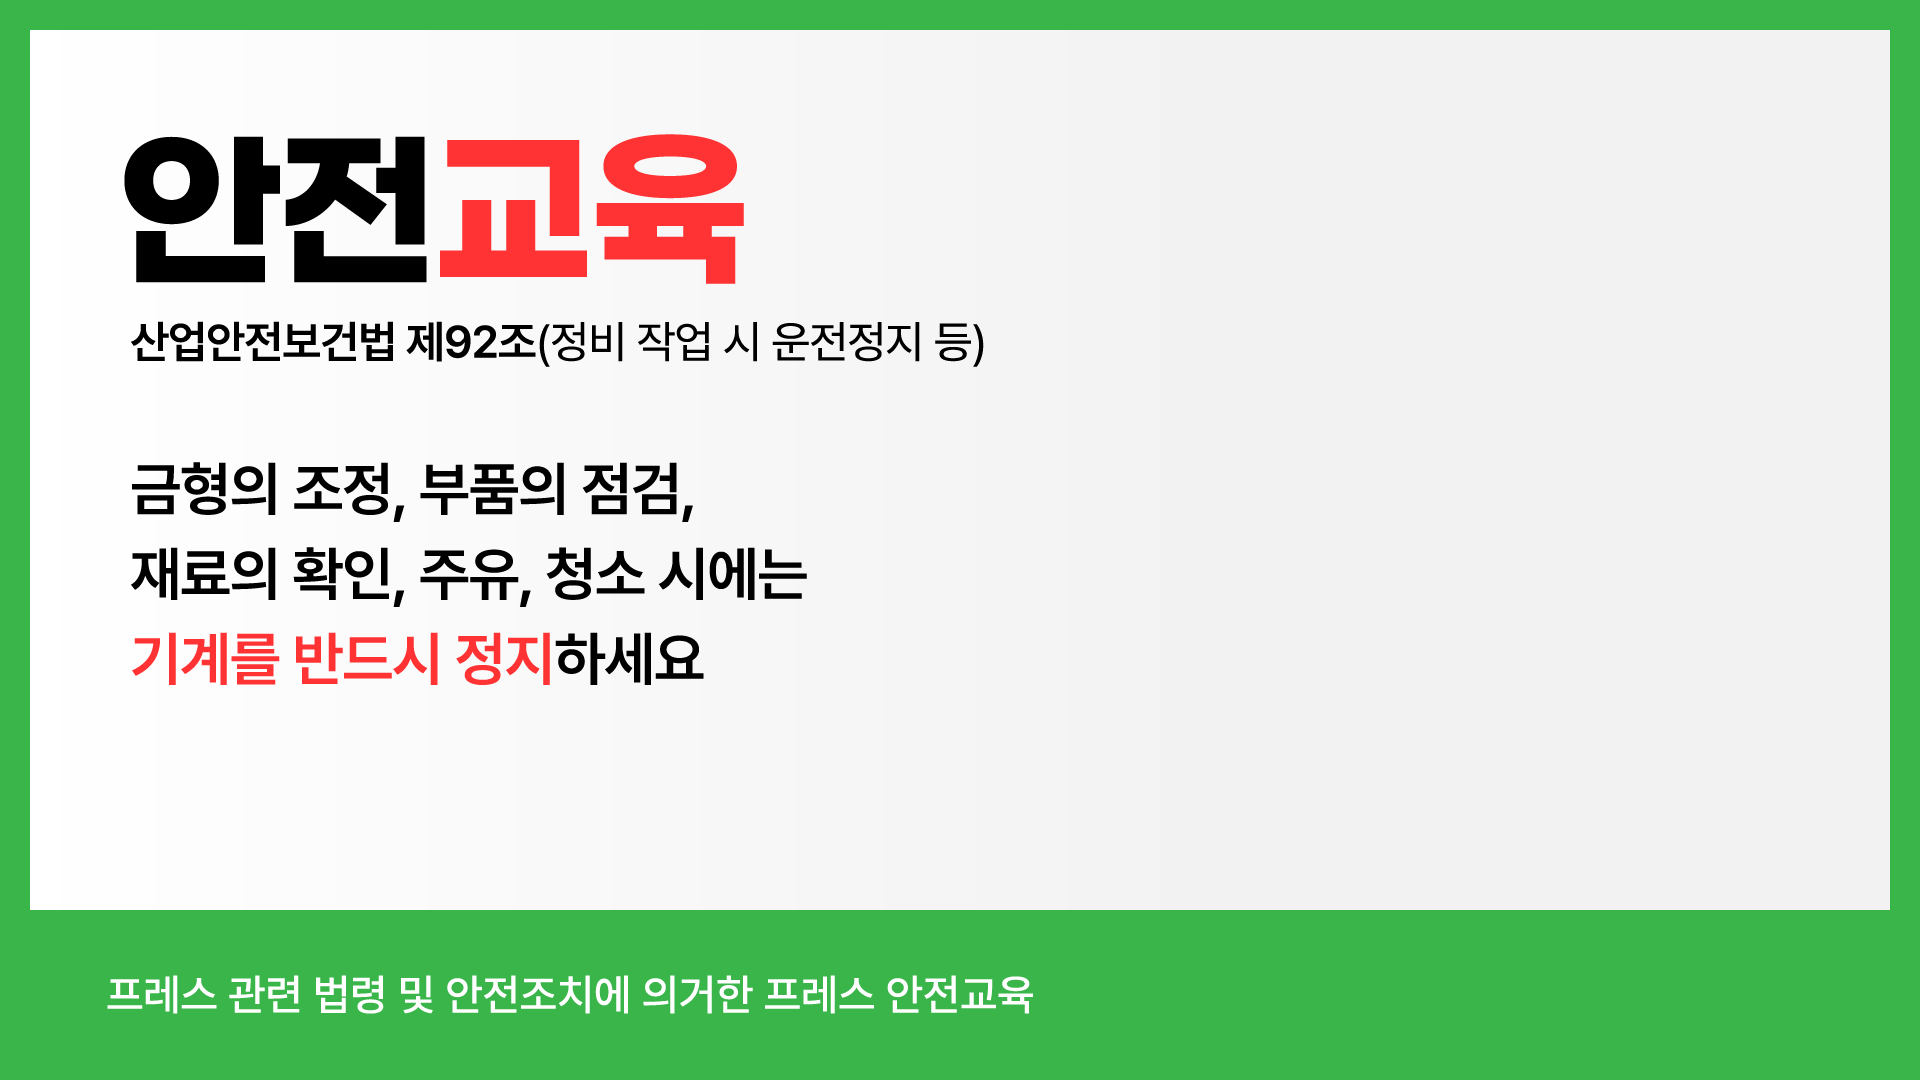 안전교육
산업안전보건법 제92조(정비 작업 시 운전정지 등)
금형의 조정, 부품의 점검,
재료의 확인, 주유, 청소 시에는
기계를 반드시 정지하세요
프레스 관련 법령 및 안전조치에 의거한 프레스 안전교육